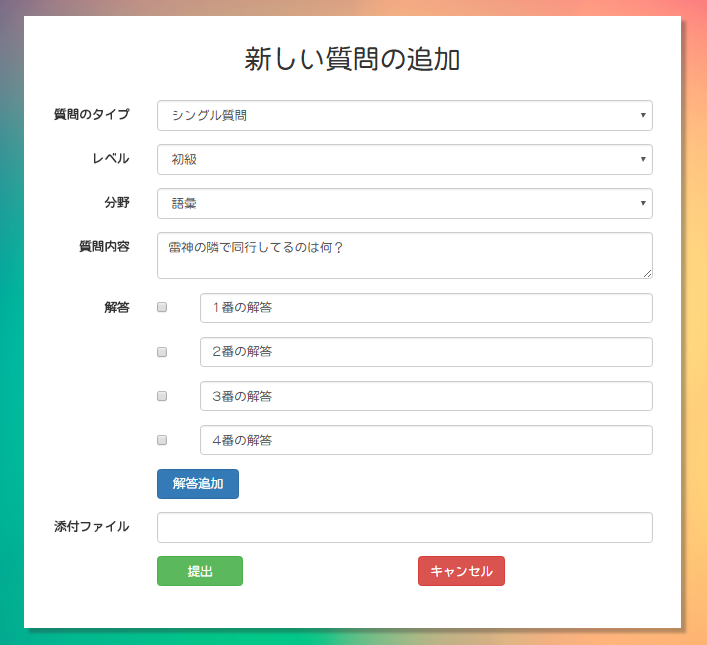 新しい質問の追加
質問のタイプ シングル質問
レベル 初級
分野 語彙
質問内容 雷神の隣で同行してるのは何？
解答 1番の解答
2番の解答
3番の解答
4番の解答
解答追加
添付ファイル
提出 キャンセル